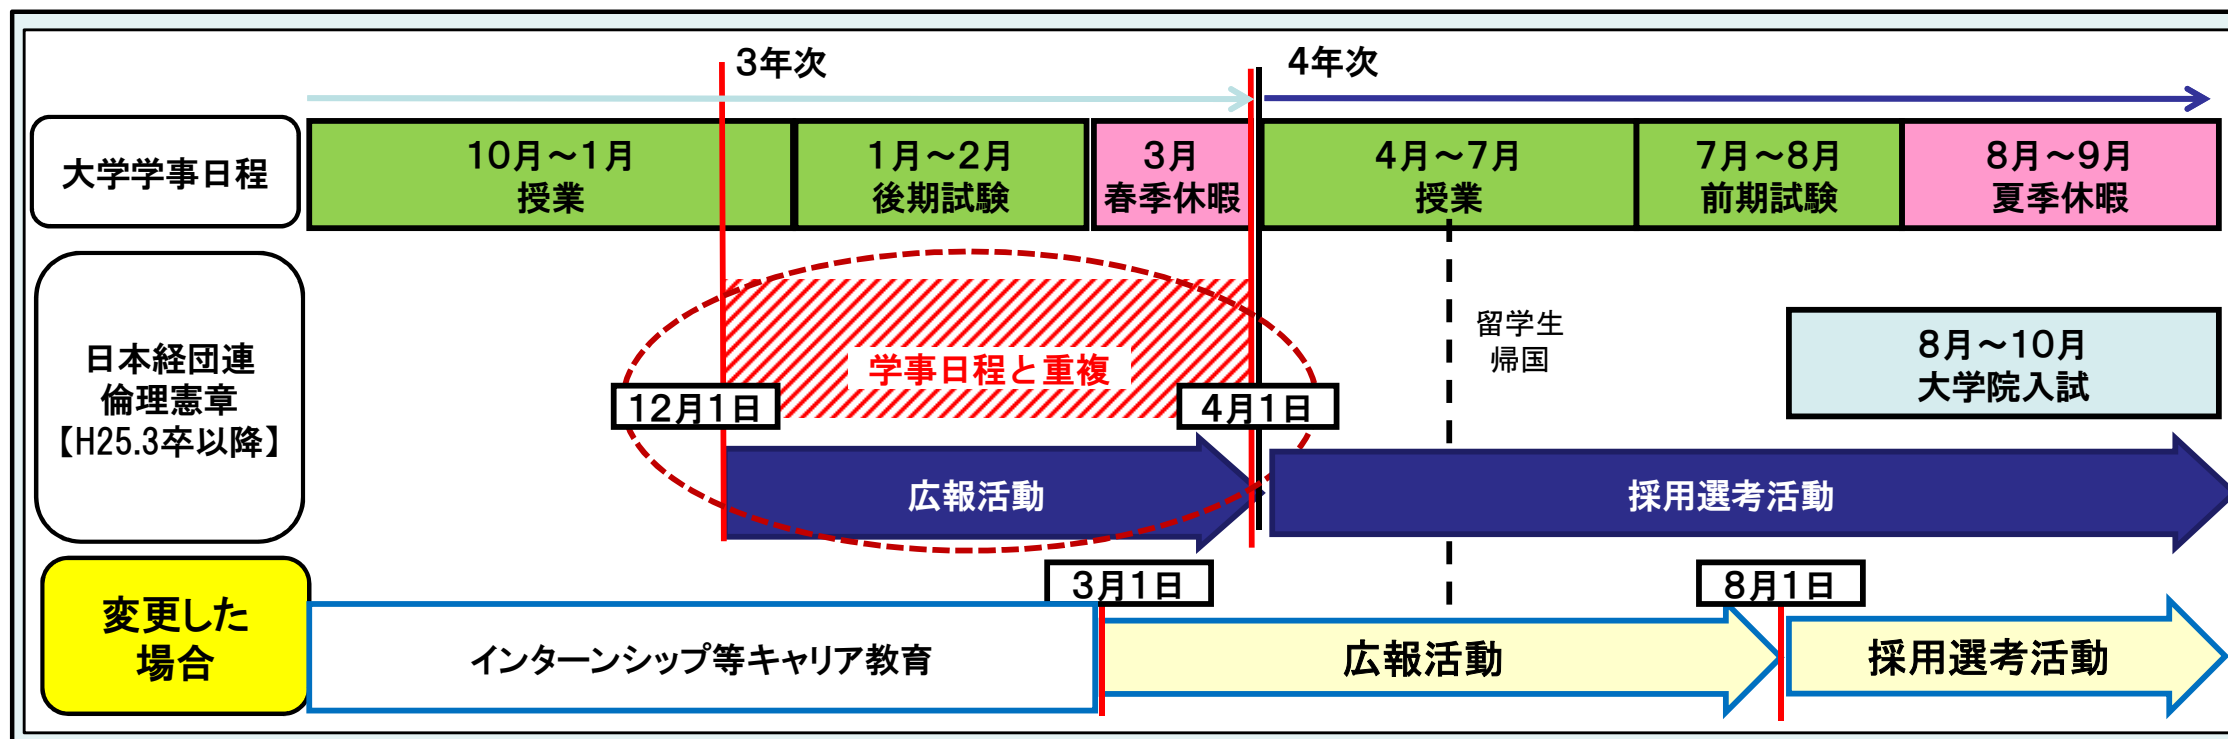 3年次
4年次
大学学事日程
10月～1月
授業
1月～2月
後期試験
3月
春季休暇
4月～7月
授業
7月～8月
前期試験
8月～9月
夏季休暇
日本経団連
倫理憲章
【H25.3卒以降】
学事日程と重複
12月1日
4月1日
留学生
帰国
8月～10月
大学院入試
広報活動
採用選考活動
変更した
場合
3月1日
8月1日
インターンシップ等キャリア教育
広報活動
採用選考活動